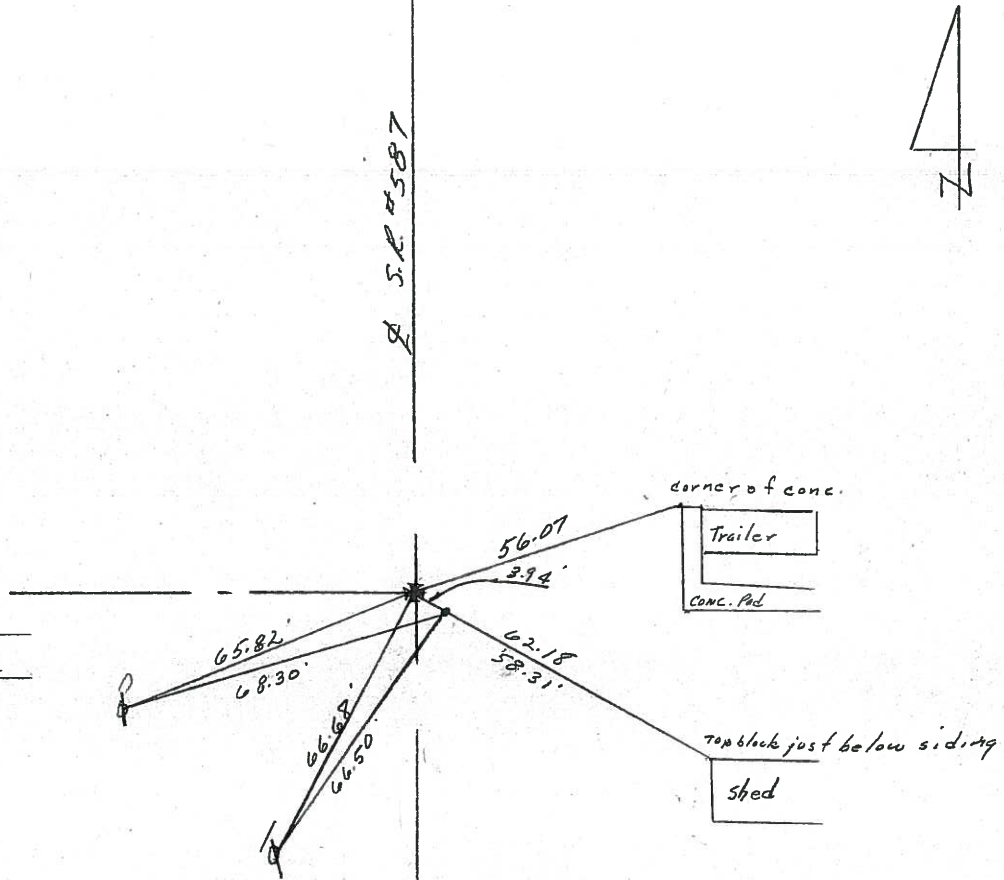 ℄ S.R. #587
N
corner of conc.
Trailer
Conc. Pad
56.07
3.94'
65.82'
68.30'
62.18
58.31'
66.68'
66.50'
Top block just below siding
Shed